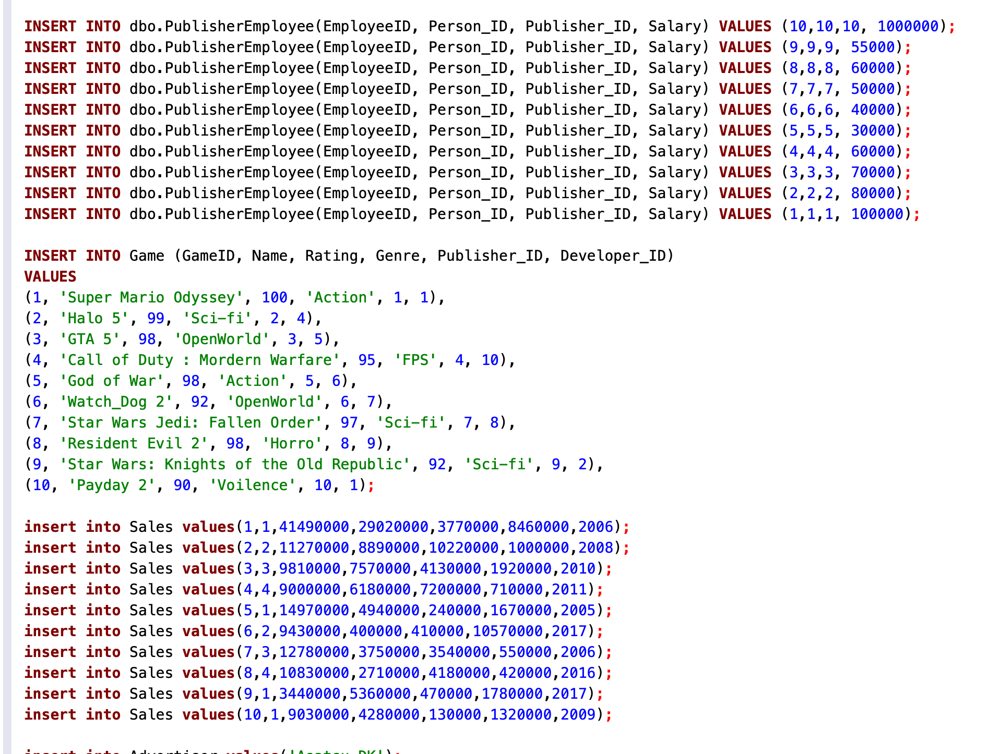 INSERT INTO dbo.PublisherEmployee(EmployeeID, Person_ID, Publisher_ID, Salary) VALUES (10,10,10, 1000000);
INSERT INTO dbo.PublisherEmployee(EmployeeID, Person_ID, Publisher_ID, Salary) VALUES (9,9,9, 55000);
INSERT INTO dbo.PublisherEmployee(EmployeeID, Person_ID, Publisher_ID, Salary) VALUES (8,8,8, 60000);
INSERT INTO dbo.PublisherEmployee(EmployeeID, Person_ID, Publisher_ID, Salary) VALUES (7,7,7, 50000);
INSERT INTO dbo.PublisherEmployee(EmployeeID, Person_ID, Publisher_ID, Salary) VALUES (6,6,6, 40000);
INSERT INTO dbo.PublisherEmployee(EmployeeID, Person_ID, Publisher_ID, Salary) VALUES (5,5,5, 30000);
INSERT INTO dbo.PublisherEmployee(EmployeeID, Person_ID, Publisher_ID, Salary) VALUES (4,4,4, 60000);
INSERT INTO dbo.PublisherEmployee(EmployeeID, Person_ID, Publisher_ID, Salary) VALUES (3,3,3, 70000);
INSERT INTO dbo.PublisherEmployee(EmployeeID, Person_ID, Publisher_ID, Salary) VALUES (2,2,2, 80000);
INSERT INTO dbo.PublisherEmployee(EmployeeID, Person_ID, Publisher_ID, Salary) VALUES (1,1,1, 100000);
INSERT INTO Game (GameID, Name, Rating, Genre, Publisher_ID, Developer_ID)
VALUES
(1, 'Super Mario Odyssey', 100, 'Action', 1, 1),
(2, 'Halo 5', 99, 'Sci-fi', 2, 4),
(3, 'GTA 5', 98, 'OpenWorld', 3, 5),
(4, 'Call of Duty : Mordern Warfare', 95, 'FPS', 4, 10),
(5, 'God of War', 98, 'Action', 5, 6),
(6, 'Watch_Dog 2', 92, 'OpenWorld', 6, 7),
(7, 'Star Wars Jedi: Fallen Order', 97, 'Sci-fi', 7, 8),
(8, 'Resident Evil 2', 98, 'Horro', 8, 9),
(9, 'Star Wars: Knights of the Old Republic', 92, 'Sci-fi', 9, 2),
(10, 'Payday 2', 90, 'Voilence', 10, 1);
insert into Sales values(1,1,41490000,29020000,3770000,8460000,2006);
insert into Sales values(2,2,11270000,8890000,10220000,1000000,2008);
insert into Sales values(3,3,9810000,7570000,4130000,1920000,2010);
insert into Sales values(4,4,9000000,6180000,7200000,710000,2011);
insert into Sales values(5,1,14970000,4940000,240000,1670000,2005);
insert into Sales values(6,2,9430000,400000,410000,10570000,2017);
insert into Sales values(7,3,12780000,3750000,3540000,550000,2006);
insert into Sales values(8,4,10830000,2710000,4180000,420000,2016);
insert into Sales values(9,1,3440000,5360000,470000,1780000,2017);
insert into Sales values(10,1,9030000,4280000,130000,1320000,2009);
insert into Advertiser values(